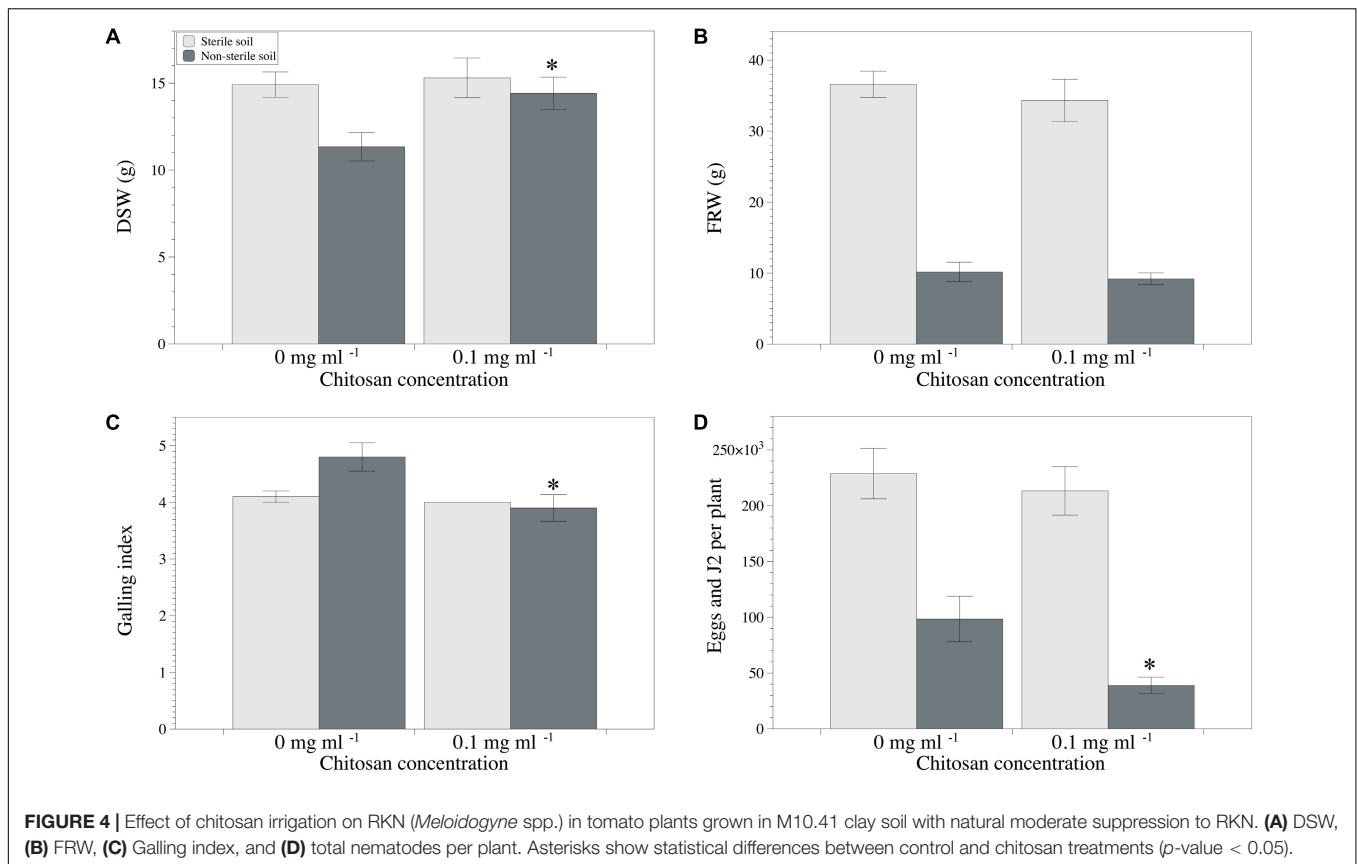 A
Sterile soil
Non-sterile soil
*
15
10
5
0
DSW (g)
0 mg ml -1
0.1 mg ml -1
Chitosan concentration
B
40
30
20
10
0
FRW (g)
0 mg ml -1
0.1 mg ml -1
Chitosan concentration
C
*
5
4
3
2
1
0
Galling index
0 mg ml -1
0.1 mg ml -1
Chitosan concentration
D
*
250×10³
200
150
100
50
0
Eggs and J2 per plant
0 mg ml -1
0.1 mg ml -1
Chitosan concentration
FIGURE 4 | Effect of chitosan irrigation on RKN (Meloidogyne spp.) in tomato plants grown in M10.41 clay soil with natural moderate suppression to RKN. (A) DSW,
(B) FRW, (C) Galling index, and (D) total nematodes per plant. Asterisks show statistical differences between control and chitosan treatments (p-value < 0.05).